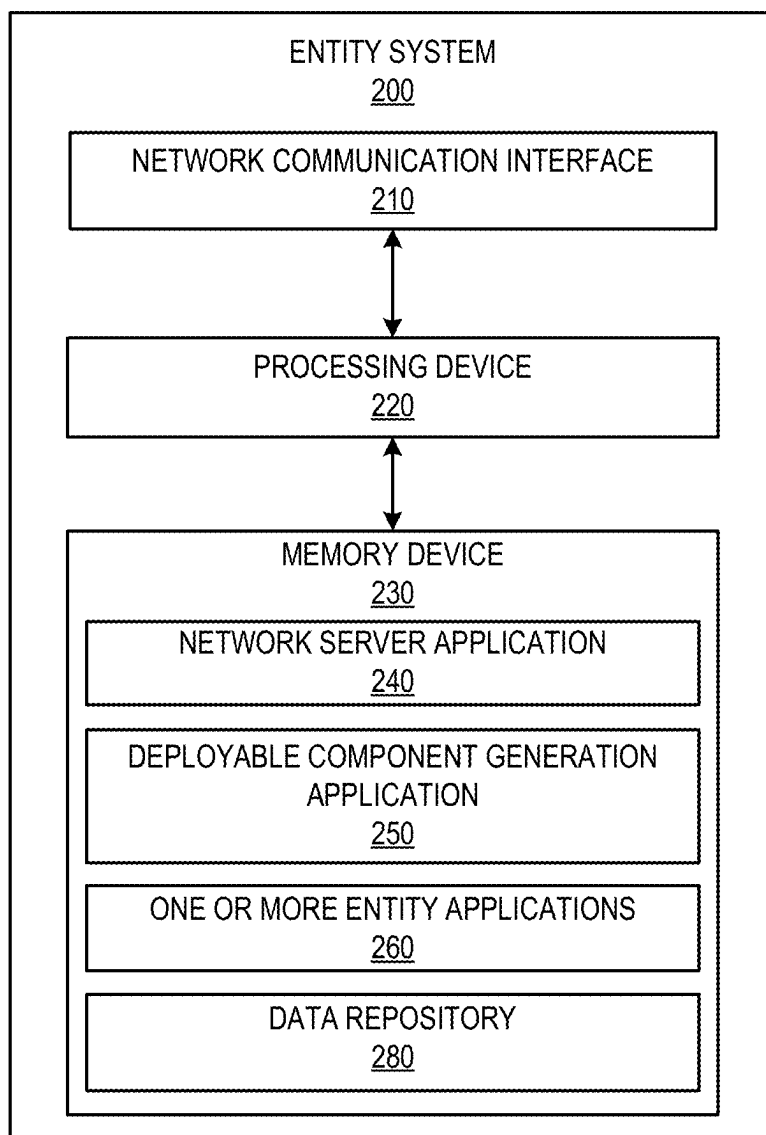 ENTITY SYSTEM
200
NETWORK COMMUNICATION INTERFACE
210
PROCESSING DEVICE
220
MEMORY DEVICE
230
NETWORK SERVER APPLICATION
240
DEPLOYABLE COMPONENT GENERATION
APPLICATION
250
ONE OR MORE ENTITY APPLICATIONS
260
DATA REPOSITORY
280